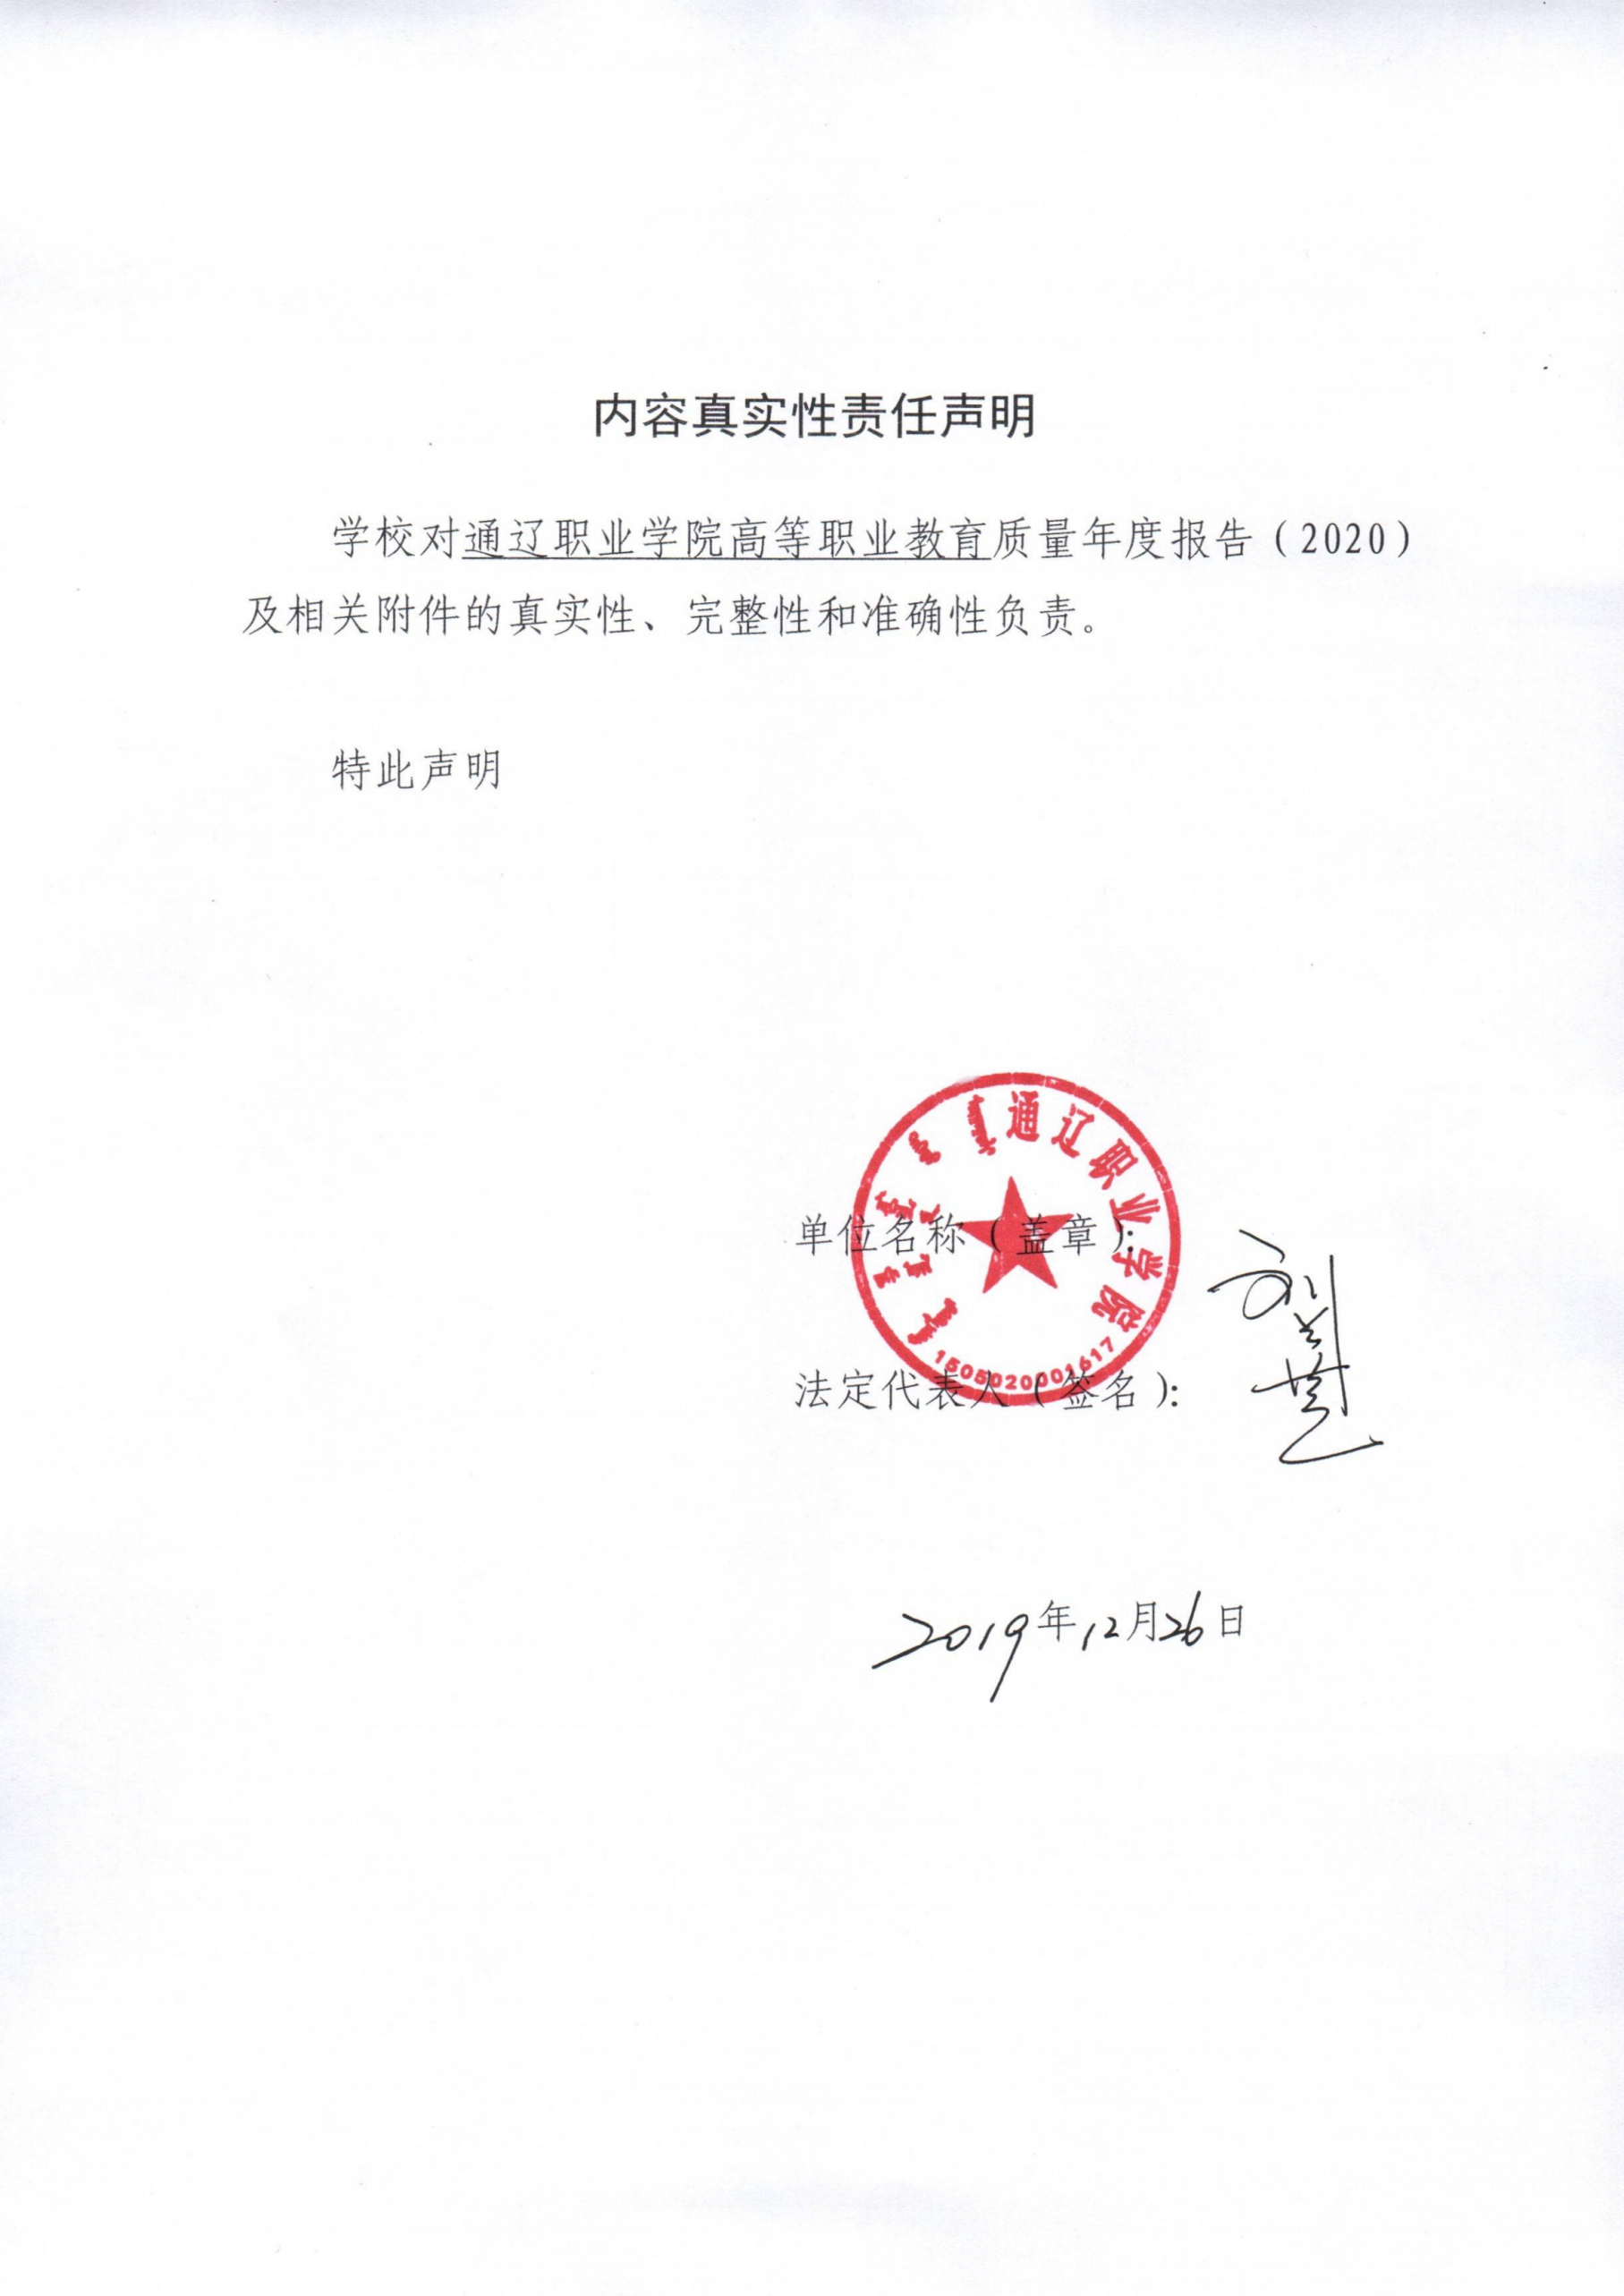 内容真实性责任声明
学校对通辽职业学院高等职业教育质量年度报告(2020)
及相关附件的真实性、完整性和准确性负责。
特此声明
通辽职业学院
单位名称(盖章):
1505020001617
法定代表人(签名):
2019年12月26日